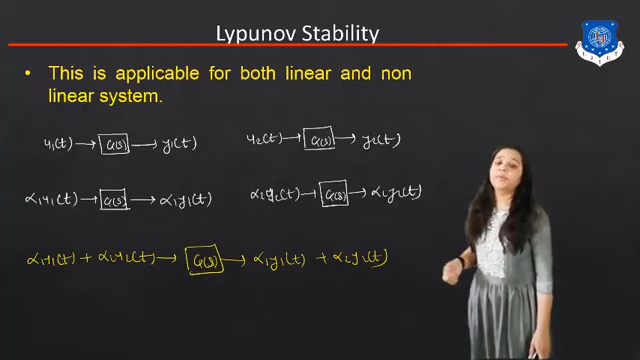 Lypunov Stability
• This is applicable for both linear and non
linear system.
u₁(t) → G(s) → y₁(t)
u₂(t) → G(s) → y₂(t)
α₁u₁(t) → G(s) → α₁y₁(t)
α₂u₂(t) → G(s) → α₂y₂(t)
α₁u₁(t) + α₂u₂(t) → G(s) → α₁y₁(t) + α₂y₂(t)